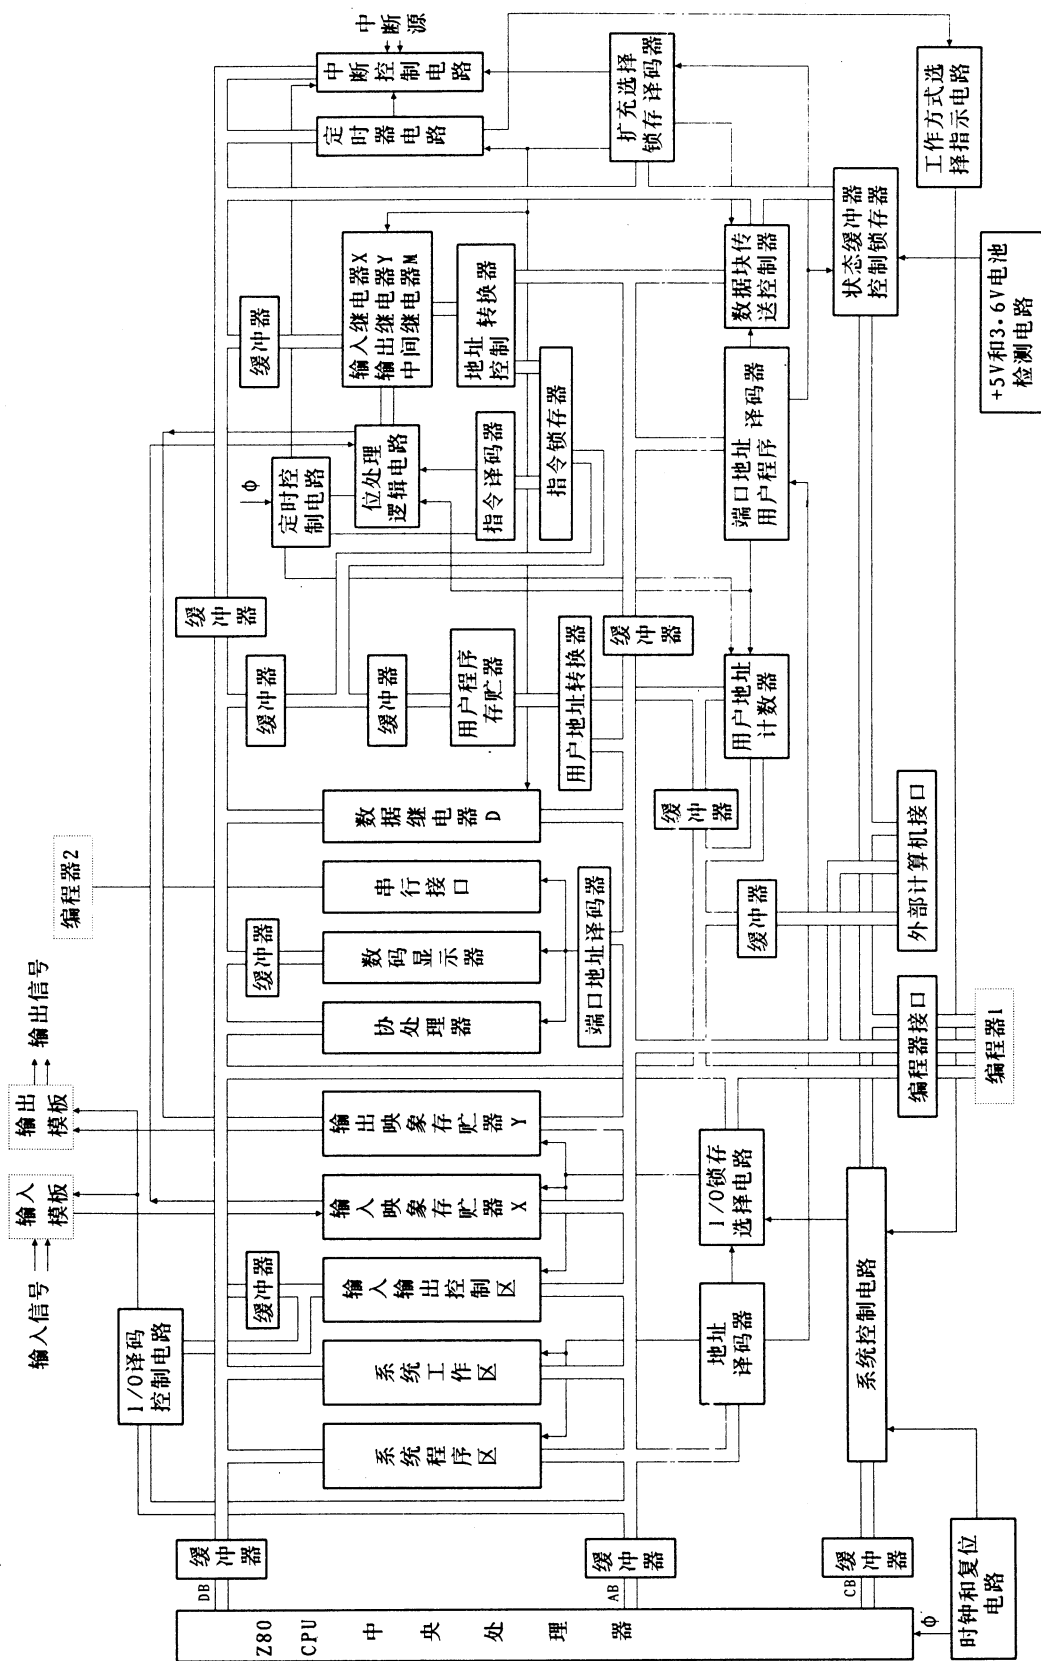 Z80
CPU 中央处理器
DB
AB
CB
φ
缓冲器
缓冲器
缓冲器
时钟和复位
电路
I/O译码
控制电路
输入信号
输入
模板
输出
模板
输出信号
系统程序区
系统工作区
输入输出控制区
缓冲器
输入映象存贮器X
输出映象存贮器Y
地址
译码器
I/O锁存
选择电路
系统控制电路
协处理器
数码显示器
缓冲器
串行接口
编程器2
端口地址译码器
数据继电器D
编程器接口
编程器1
外部计算机接口
缓冲器
缓冲器
缓冲器
缓冲器
用户程序
存贮器
用户地址转换器
用户地址
计数器
缓冲器
缓冲器
φ
定时控
制电路
位处理
逻辑电路
指令译码器
指令锁存器
缓冲器
输入继电器X
输出继电器Y
中间继电器M
地址
控制
转换器
端口地址
用户程序
译码器
数据块传
送控制器
状态缓冲器
控制锁存器
+5V和3.6V电池
检测电路
定时器电路
中断控制电路
中断源
扩充选择
锁存译码器
工作方式选
择指示电路